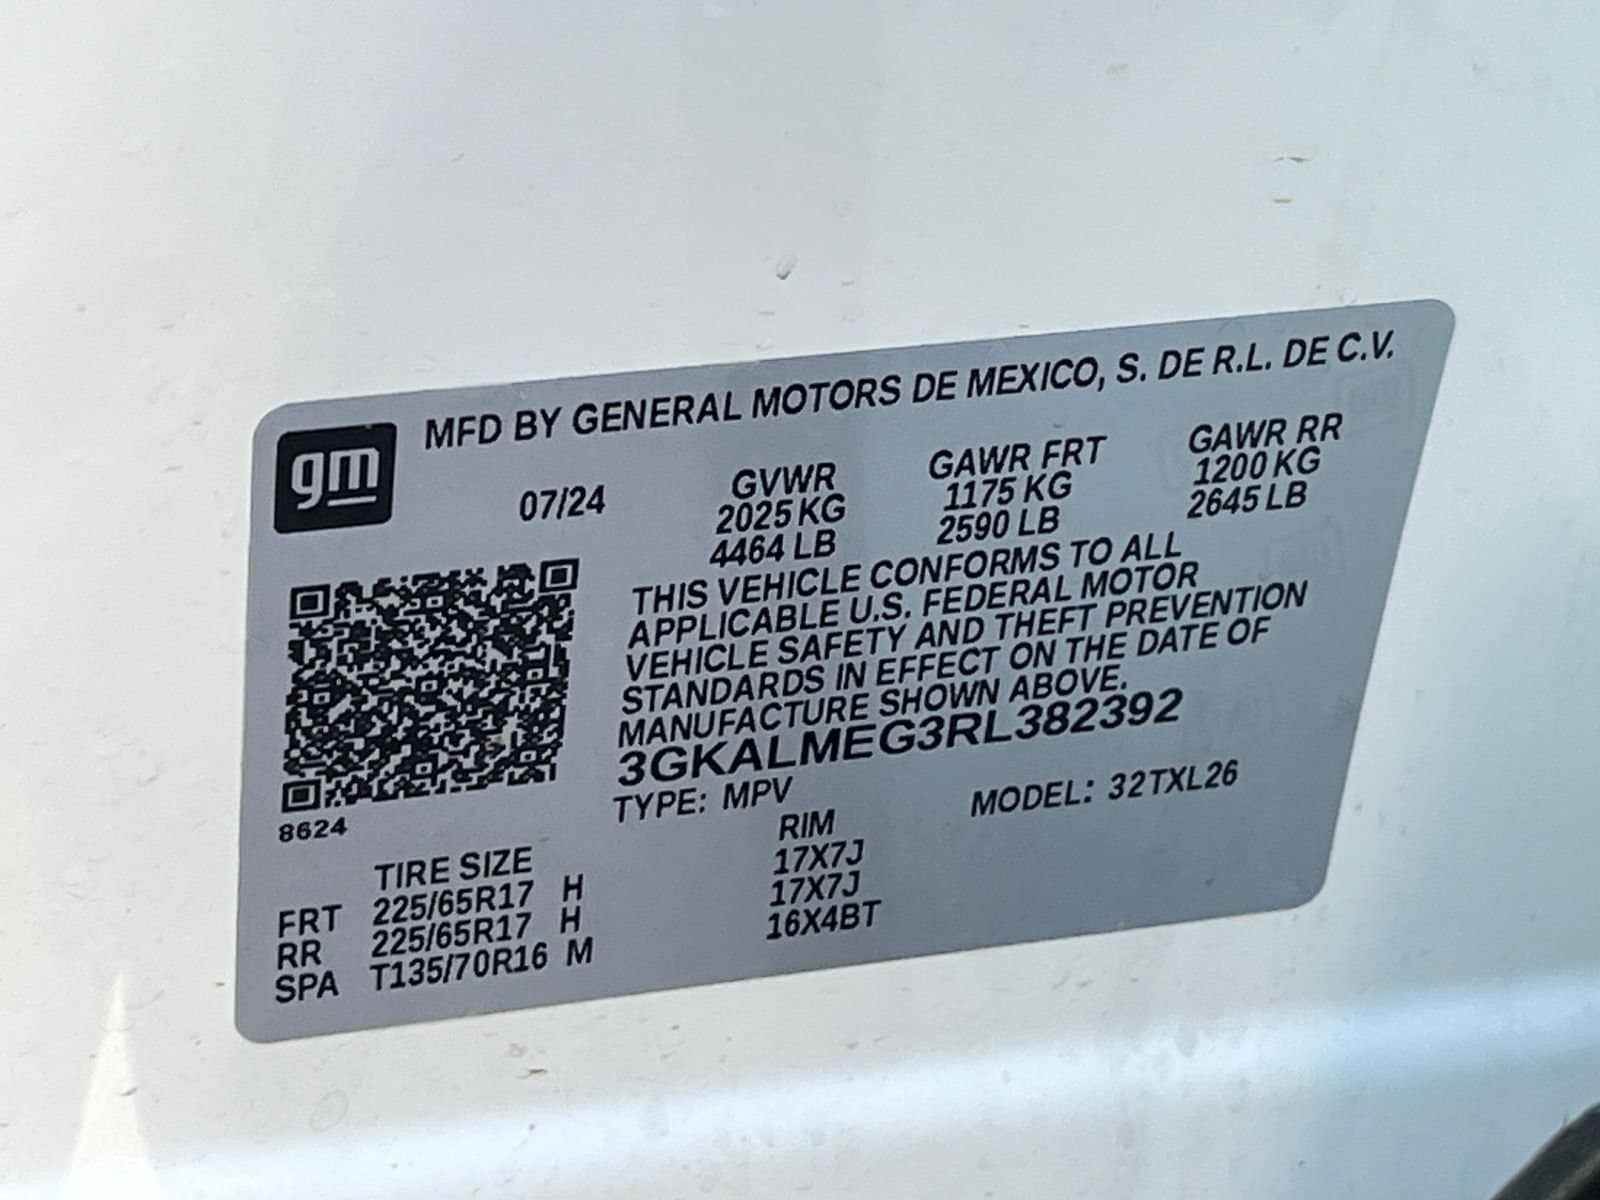 MFD BY GENERAL MOTORS DE MEXICO, S. DE R.L. DE C.V.
gm
07/24
GVWR
2025 KG
4464 LB
GAWR FRT
1175 KG
2590 LB
GAWR RR
1200 KG
2645 LB
THIS VEHICLE CONFORMS TO ALL
APPLICABLE U.S. FEDERAL MOTOR
VEHICLE SAFETY AND THEFT PREVENTION
STANDARDS IN EFFECT ON THE DATE OF
MANUFACTURE SHOWN ABOVE.
3GKALMEG3RL382392
TYPE: MPV MODEL: 32TXL26
8624
TIRE SIZE RIM
FRT 225/65R17 H 17X7J
RR 225/65R17 H 17X7J
SPA T135/70R16 M 16X4BT